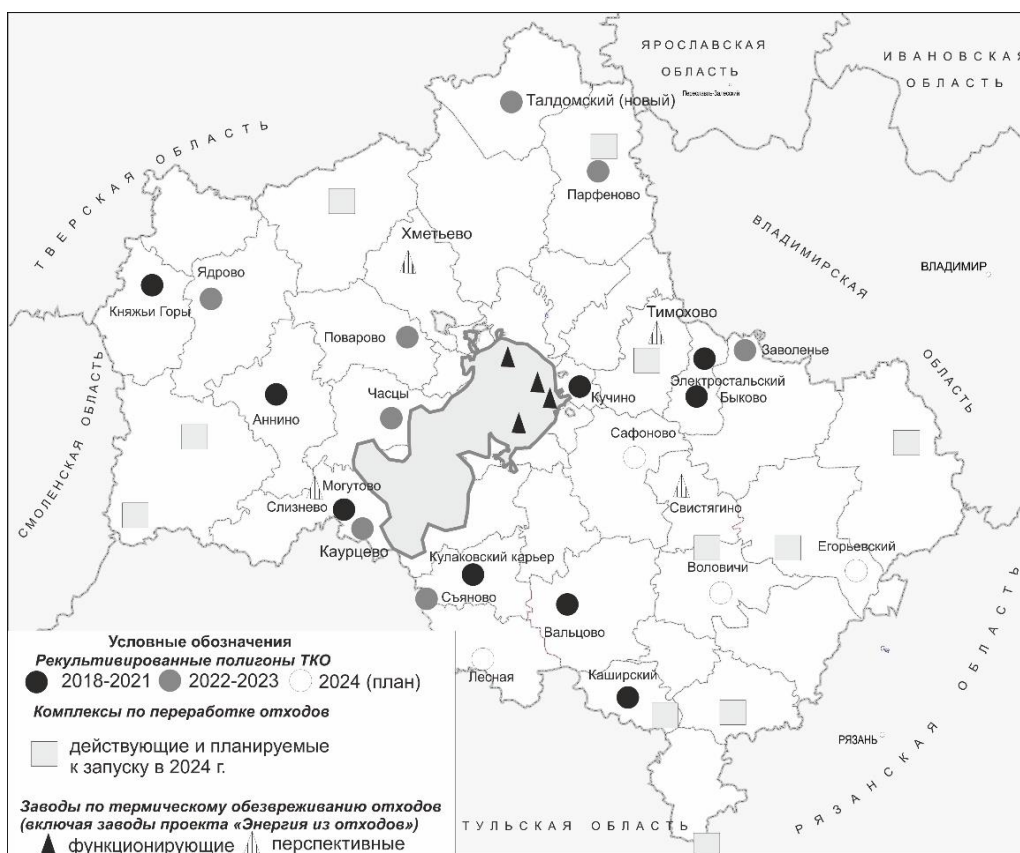 ЯРОСЛАВСКАЯ
ОБЛАСТЬ
Переславль-Залесский
ИВАНОВСКАЯ
ОБЛАСТЬ
ТВЕРСКАЯ ОБЛАСТЬ
Талдомский (новый)
Парфеново
ВЛАДИМИРСКАЯ
ОБЛАСТЬ
ВЛАДИМИР
Хметьево
Ядрово
Княжьи Горы
Поварово
Тимохово
Заволенье
Электростальский
Быково
Кучино
Часцы
Аннино
Сафоново
СМОЛЕНСКАЯ ОБЛАСТЬ
Могутово
Слизнево
Каурцево
Свистягино
Кулаковский карьер
Воловичи
Егорьевский
Съяново
Вальцово
Лесная
Каширский
РЯЗАНЬ
РЯЗАНСКАЯ ОБЛАСТЬ
ТУЛЬСКАЯ ОБЛАСТЬ
Условные обозначения
Рекультивированные полигоны ТКО
2018-2021 2022-2023 2024 (план)
Комплексы по переработке отходов
действующие и планируемые
к запуску в 2024 г.
Заводы по термическому обезвреживанию отходов
(включая заводы проекта «Энергия из отходов»)
функционирующие перспективные